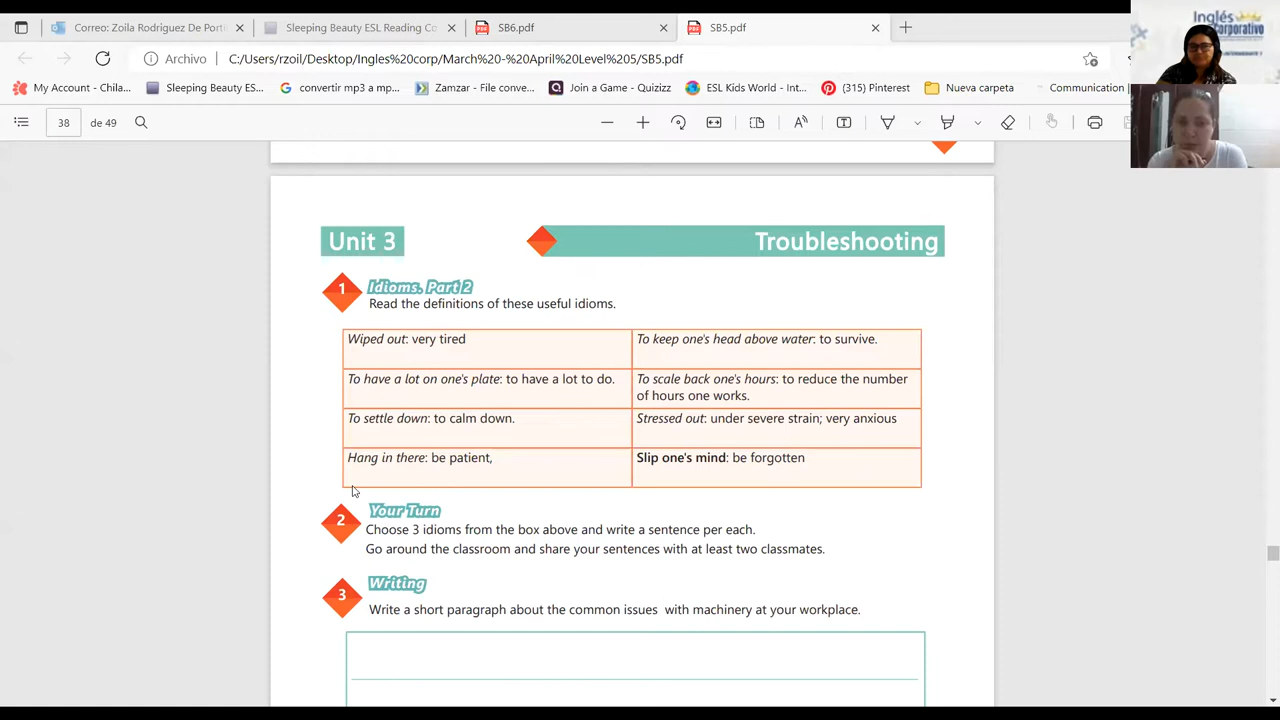 Correo: Zoila Rodriguez De Porti
Sleeping Beauty ESL Reading Co
SB6.pdf
SB5.pdf
Archivo
C:/Users/rzoil/Desktop/Ingles%20corp/March%20-%20April%20Level%205/SB5.pdf
My Account - Chila...
Sleeping Beauty ES...
convertir mp3 a mp...
Zamzar - File conve...
Join a Game - Quizizz
ESL Kids World - Int...
(315) Pinterest
Nueva carpeta
Communication
38
de 49
Inglés
Corporativo
Unit 3
Troubleshooting
1
Idioms. Part 2
Read the definitions of these useful idioms.
Wiped out: very tired
To keep one's head above water: to survive.
To have a lot on one's plate: to have a lot to do.
To scale back one's hours: to reduce the number
of hours one works.
To settle down: to calm down.
Stressed out: under severe strain; very anxious
Hang in there: be patient,
Slip one's mind: be forgotten
2
Your Turn
Choose 3 idioms from the box above and write a sentence per each.
Go around the classroom and share your sentences with at least two classmates.
3
Writing
Write a short paragraph about the common issues  with machinery at your workplace.